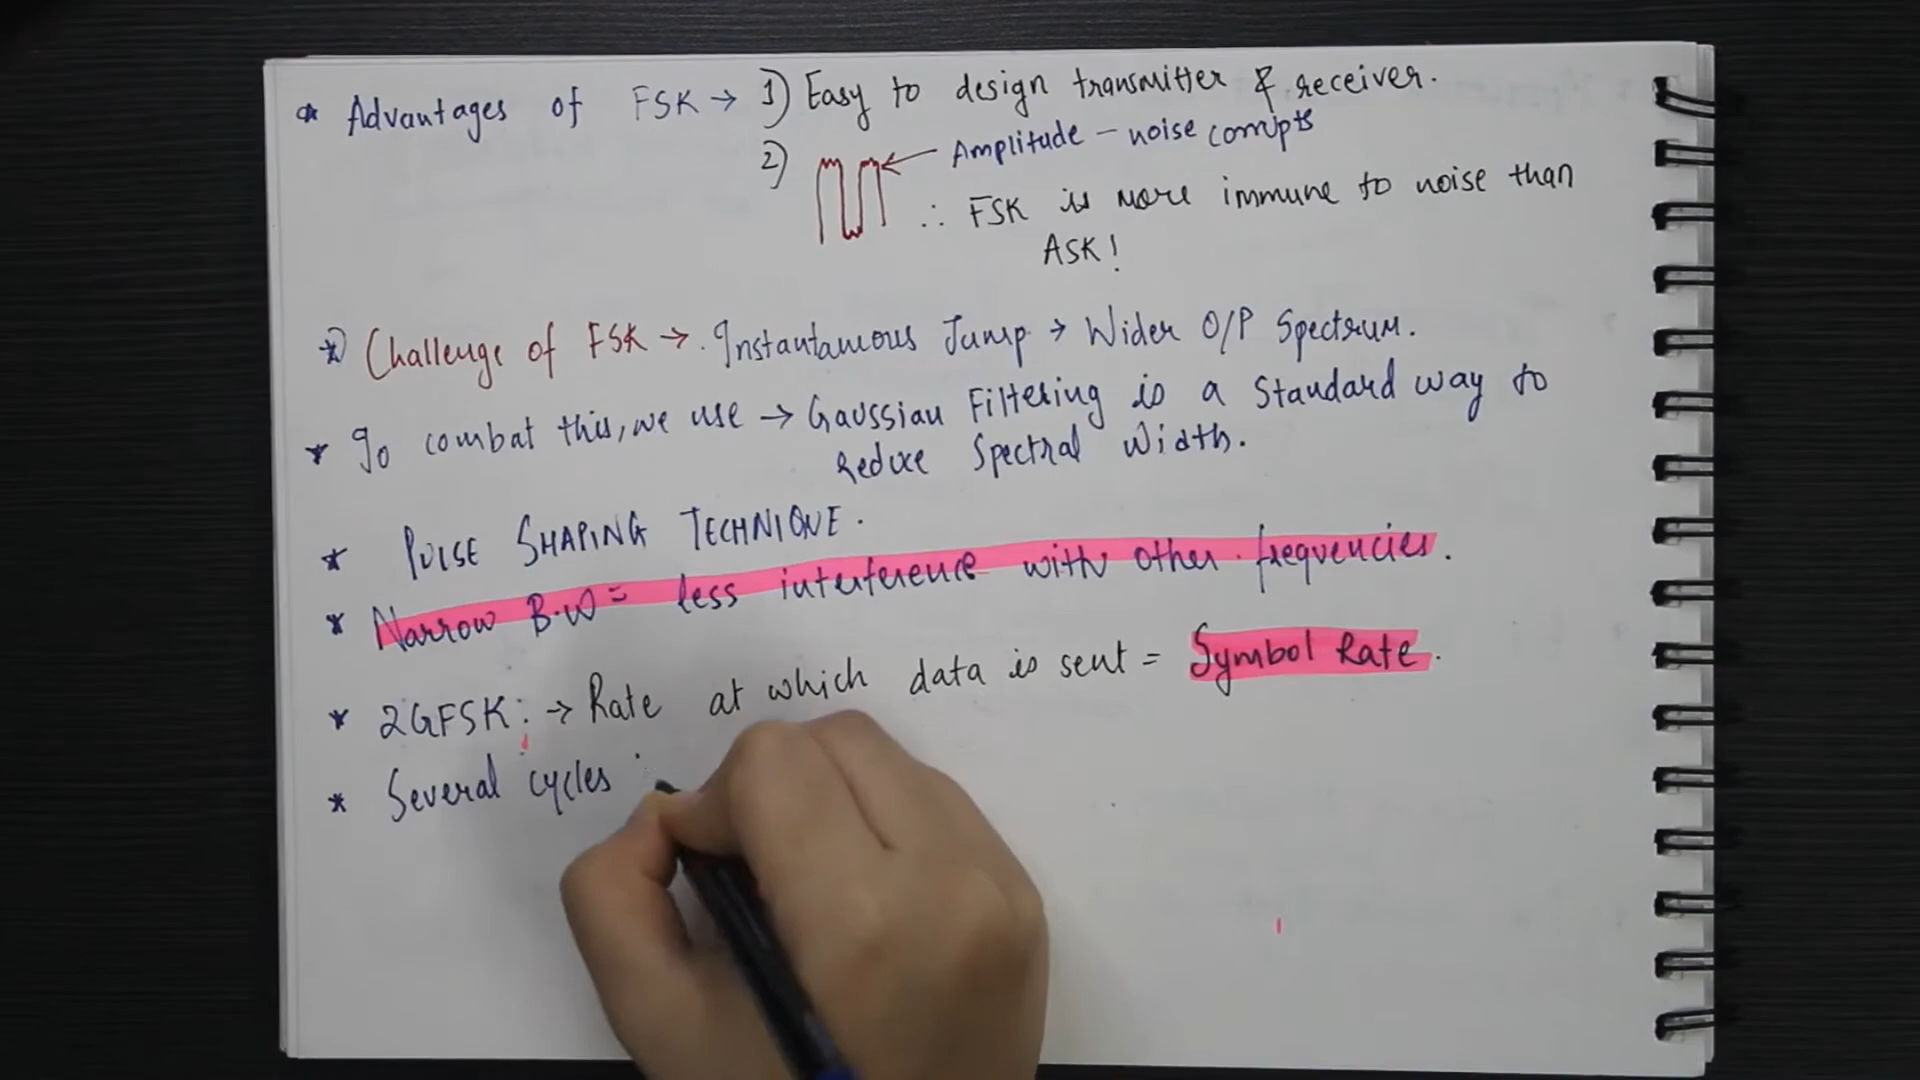 * Advantages of FSK → 1) Easy to design transmitter & receiver.
2) Amplitude - noise corrupts
∴ FSK is more immune to noise than
ASK!
* Challenge of FSK → Instantaneous Jump → Wider O/P Spectrum.
* To combat this, we use → Gaussian Filtering is a Standard way to
reduce Spectral Width.
* PULSE SHAPING TECHNIQUE.
* Narrow B.W = less interference with other frequencies.
* 2GFSK: → Rate at which data is sent = Symbol Rate.
* Several cycles